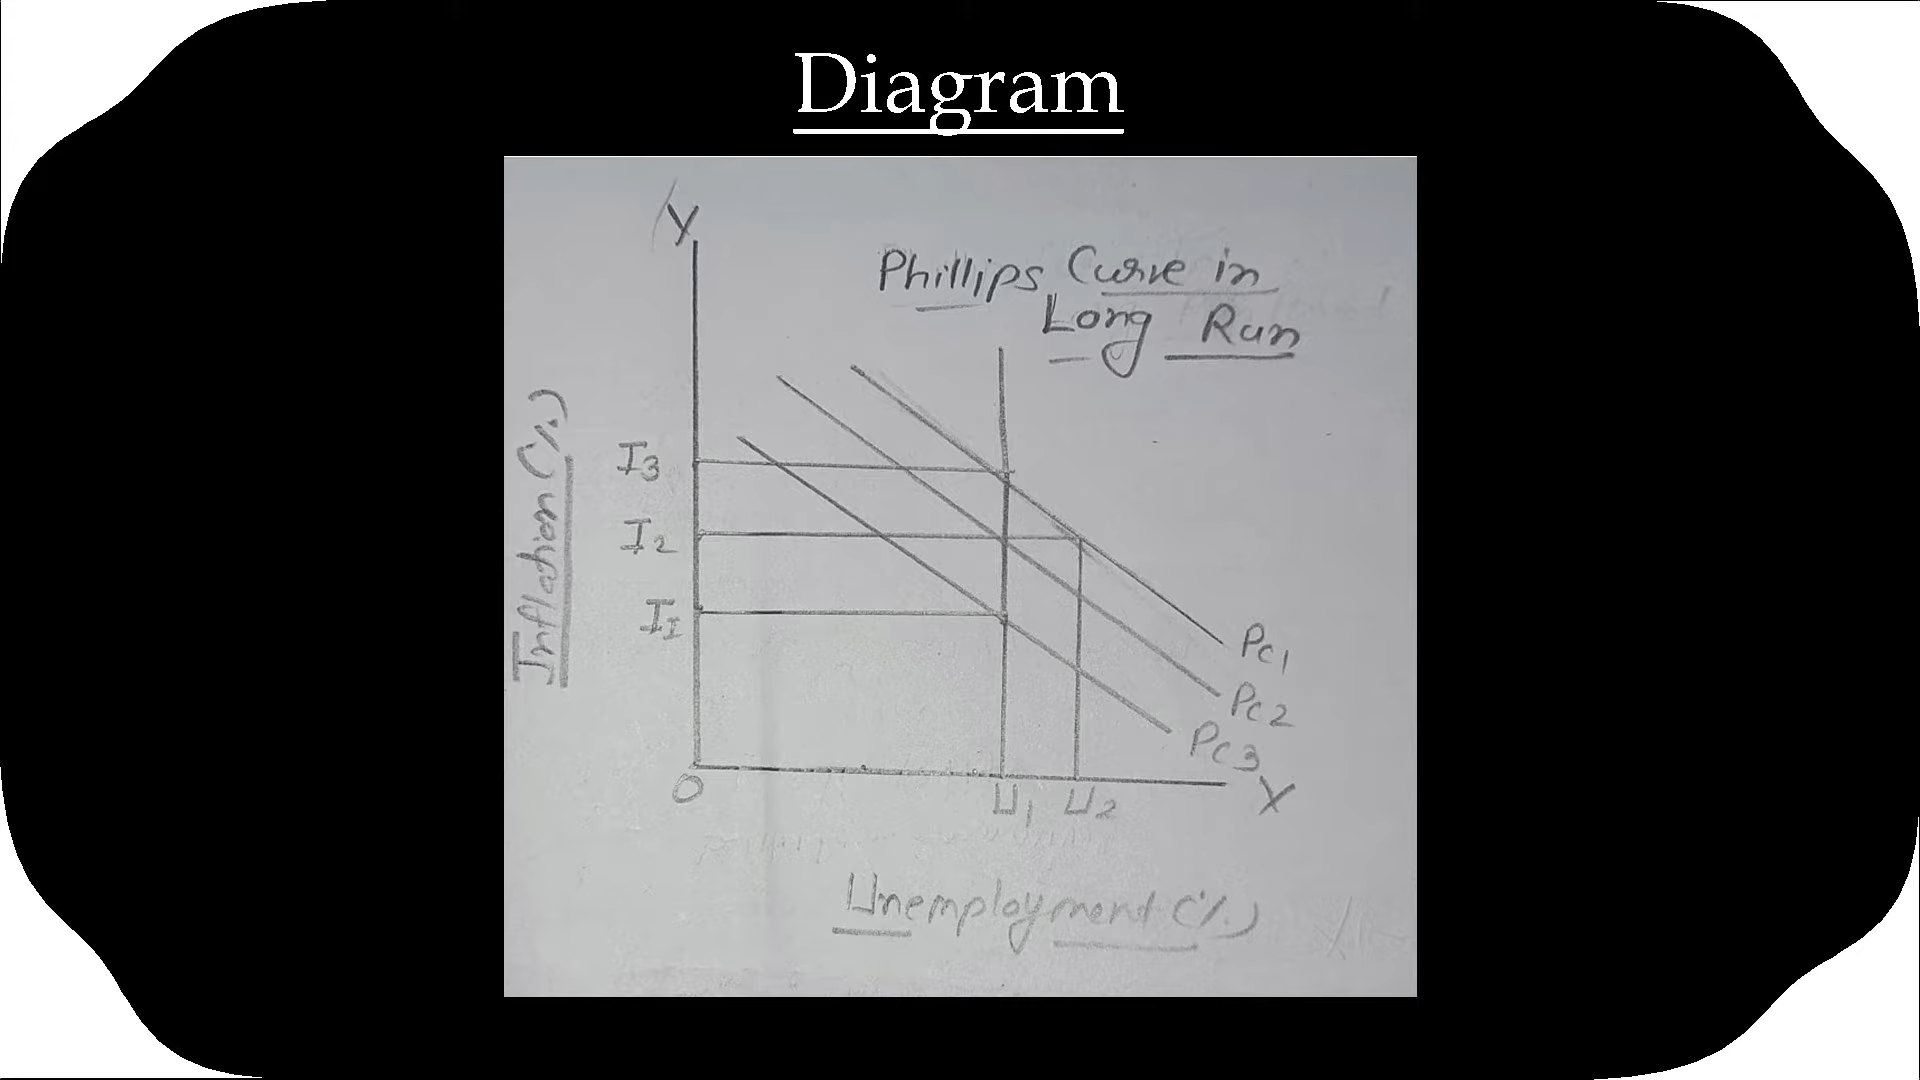 Diagram
Y
Phillips Curve in
Long Run
Inflation (%)
I3
I2
I1
Pc1
Pc2
Pc3
O
U1 U2
X
Unemployment (%)